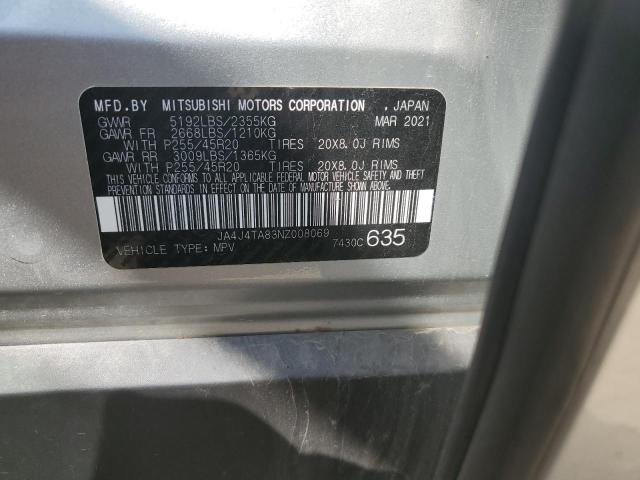 MFD.BY MITSUBISHI MOTORS CORPORATION . JAPAN
GVWR 5192LBS/2355KG MAR 2021
GAWR FR 2668LBS/1210KG
WITH P255/45R20 TIRES 20X8.0J RIMS
GAWR RR 3009LBS/1365KG
WITH P255/45R20 TIRES 20X8.0J RIMS
THIS VEHICLE CONFORMS TO ALL APPLICABLE FEDERAL MOTOR VEHICLE SAFETY AND THEFT
PREVENTION STANDARDS IN EFFECT ON THE DATE OF MANUFACTURE SHOWN ABOVE.
JA4J4TA83NZ008069
VEHICLE TYPE: MPV 7430C 635